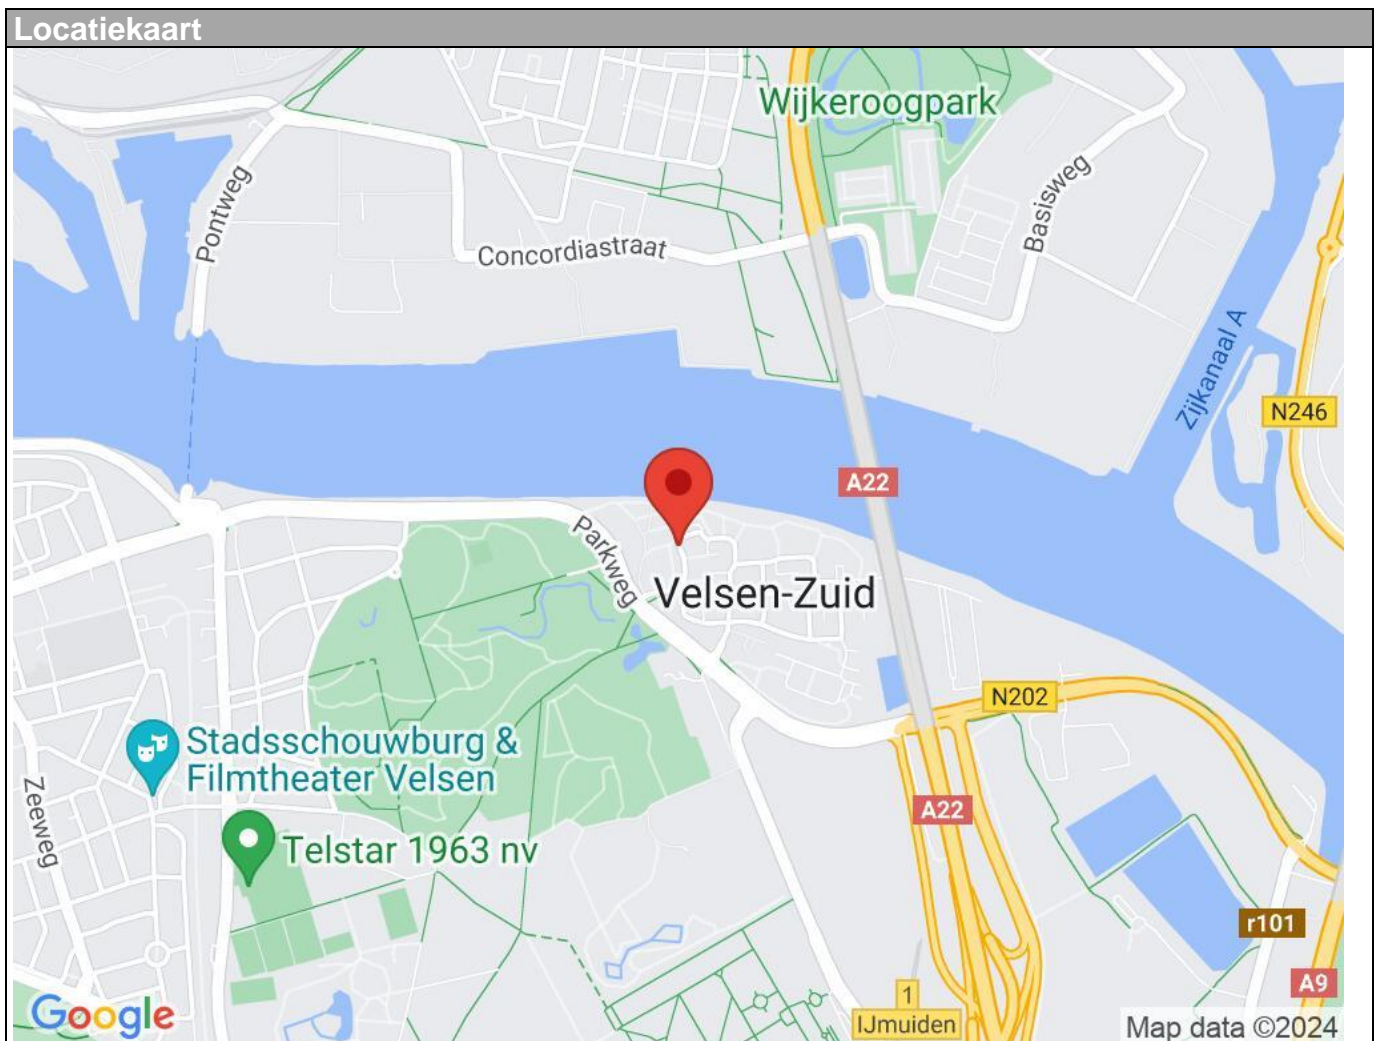 Locatiekaart
Wijkeroogpark
Pontweg
Basisweg
Concordiastraat
Zijkanaal A
N246
A22
Parkweg
Velsen-Zuid
N202
Stadsschouwburg &
Filmtheater Velsen
Zeeweg
A22
Telstar 1963 nv
r101
A9
1
IJmuiden
Google
Map data ©2024